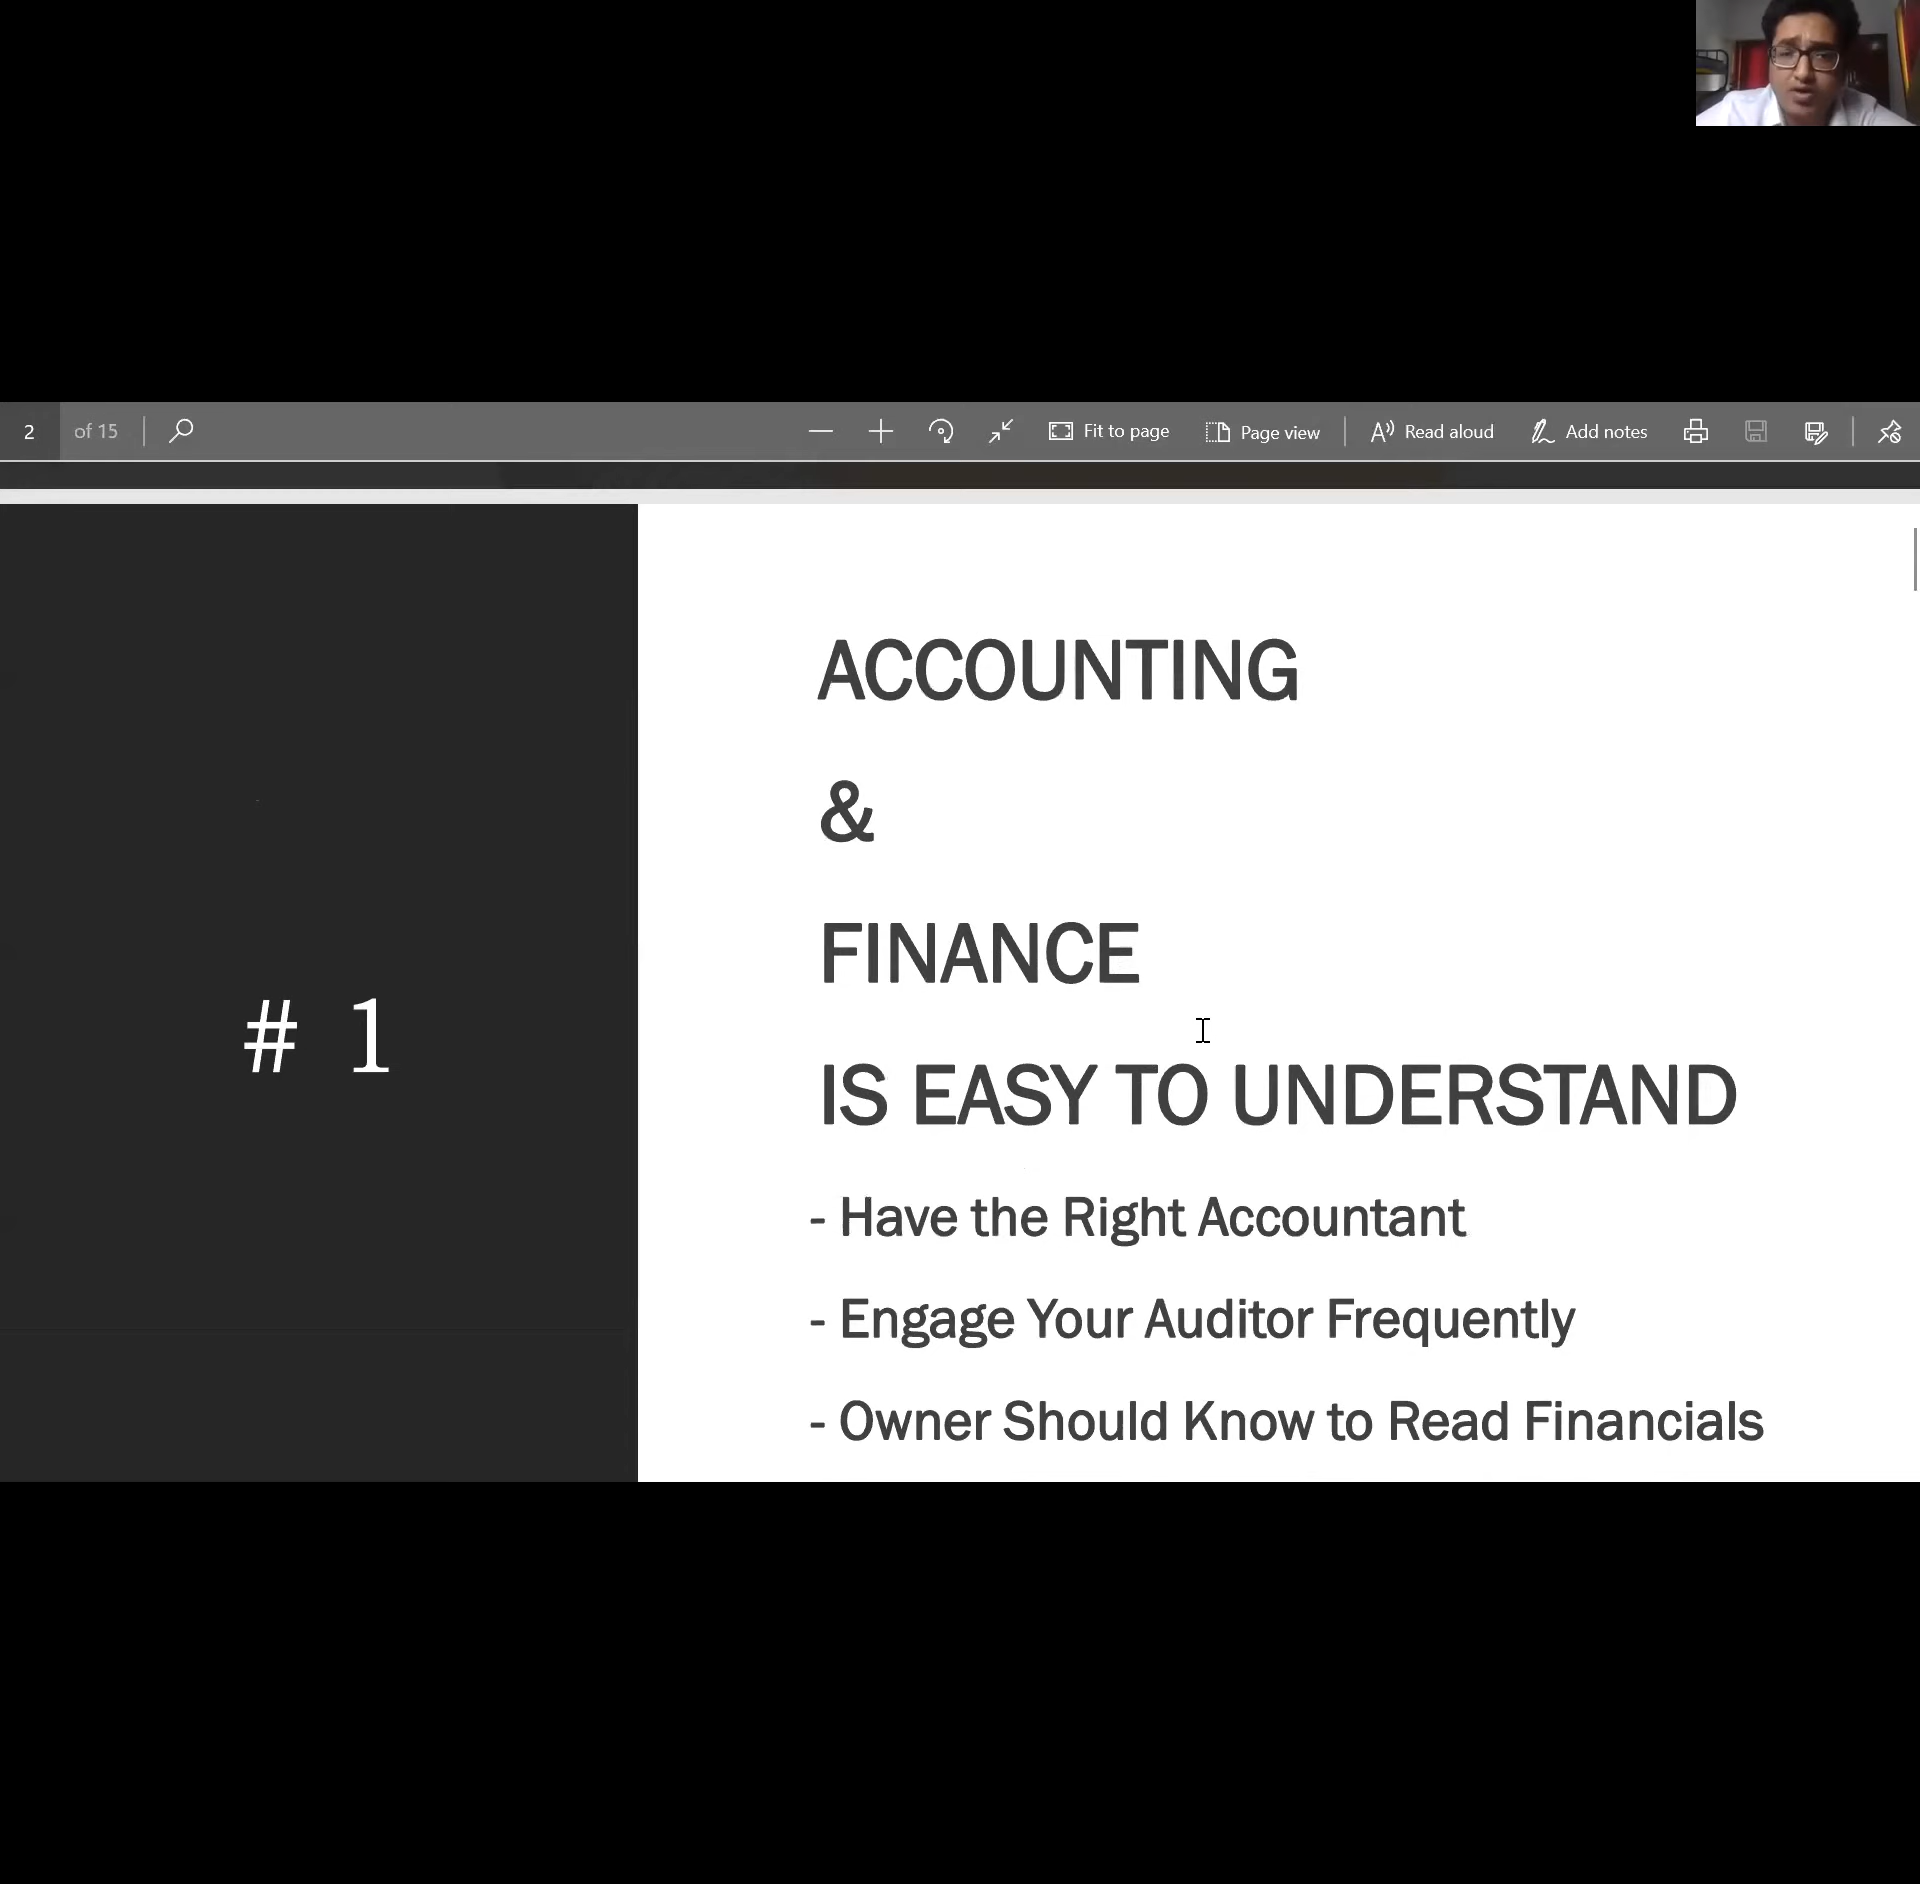 2 of 15 Fit to page Page view Read aloud Add notes
# 1
ACCOUNTING
&
FINANCE
IS EASY TO UNDERSTAND
- Have the Right Accountant
- Engage Your Auditor Frequently
- Owner Should Know to Read Financials